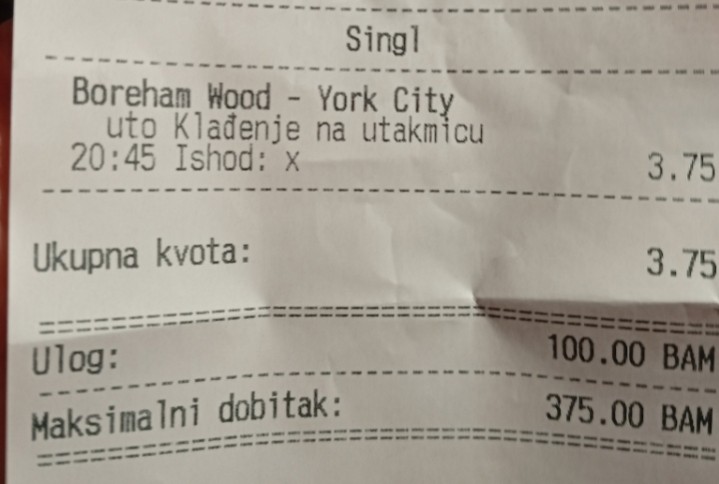 Singl
Boreham Wood - York City
uto Klađenje na utakmicu
20:45 Ishod: x 3.75
Ukupna kvota: 3.75
Ulog: 100.00 BAM
Maksimalni dobitak: 375.00 BAM